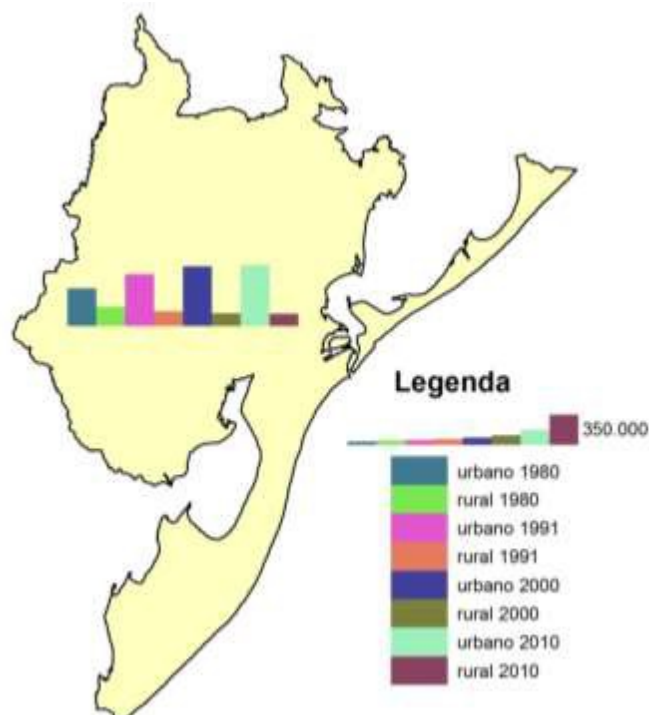 Legenda
350.000
urbano 1980
rural 1980
urbano 1991
rural 1991
urbano 2000
rural 2000
urbano 2010
rural 2010